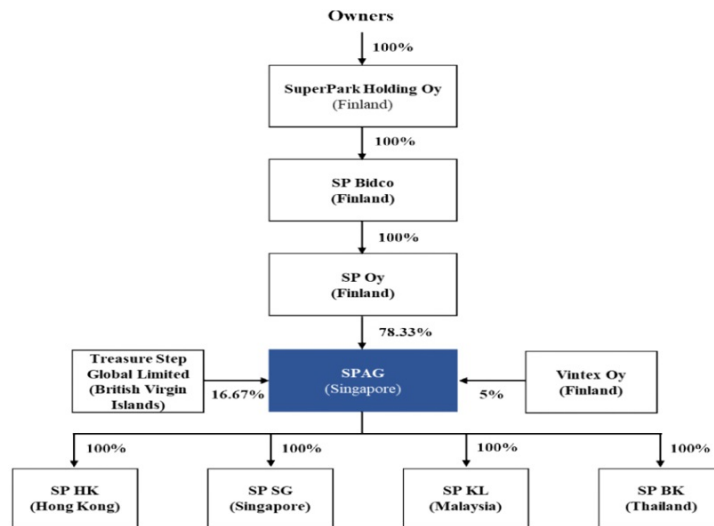 Owners
100%
SuperPark Holding Oy
(Finland)
100%
SP Bidco
(Finland)
100%
SP Oy
(Finland)
78.33%
Treasure Step
Global Limited
(British Virgin
Islands)
16.67%
SPAG
(Singapore)
5%
Vintex Oy
(Finland)
100%
100%
100%
100%
SP HK
(Hong Kong)
SP SG
(Singapore)
SP KL
(Malaysia)
SP BK
(Thailand)